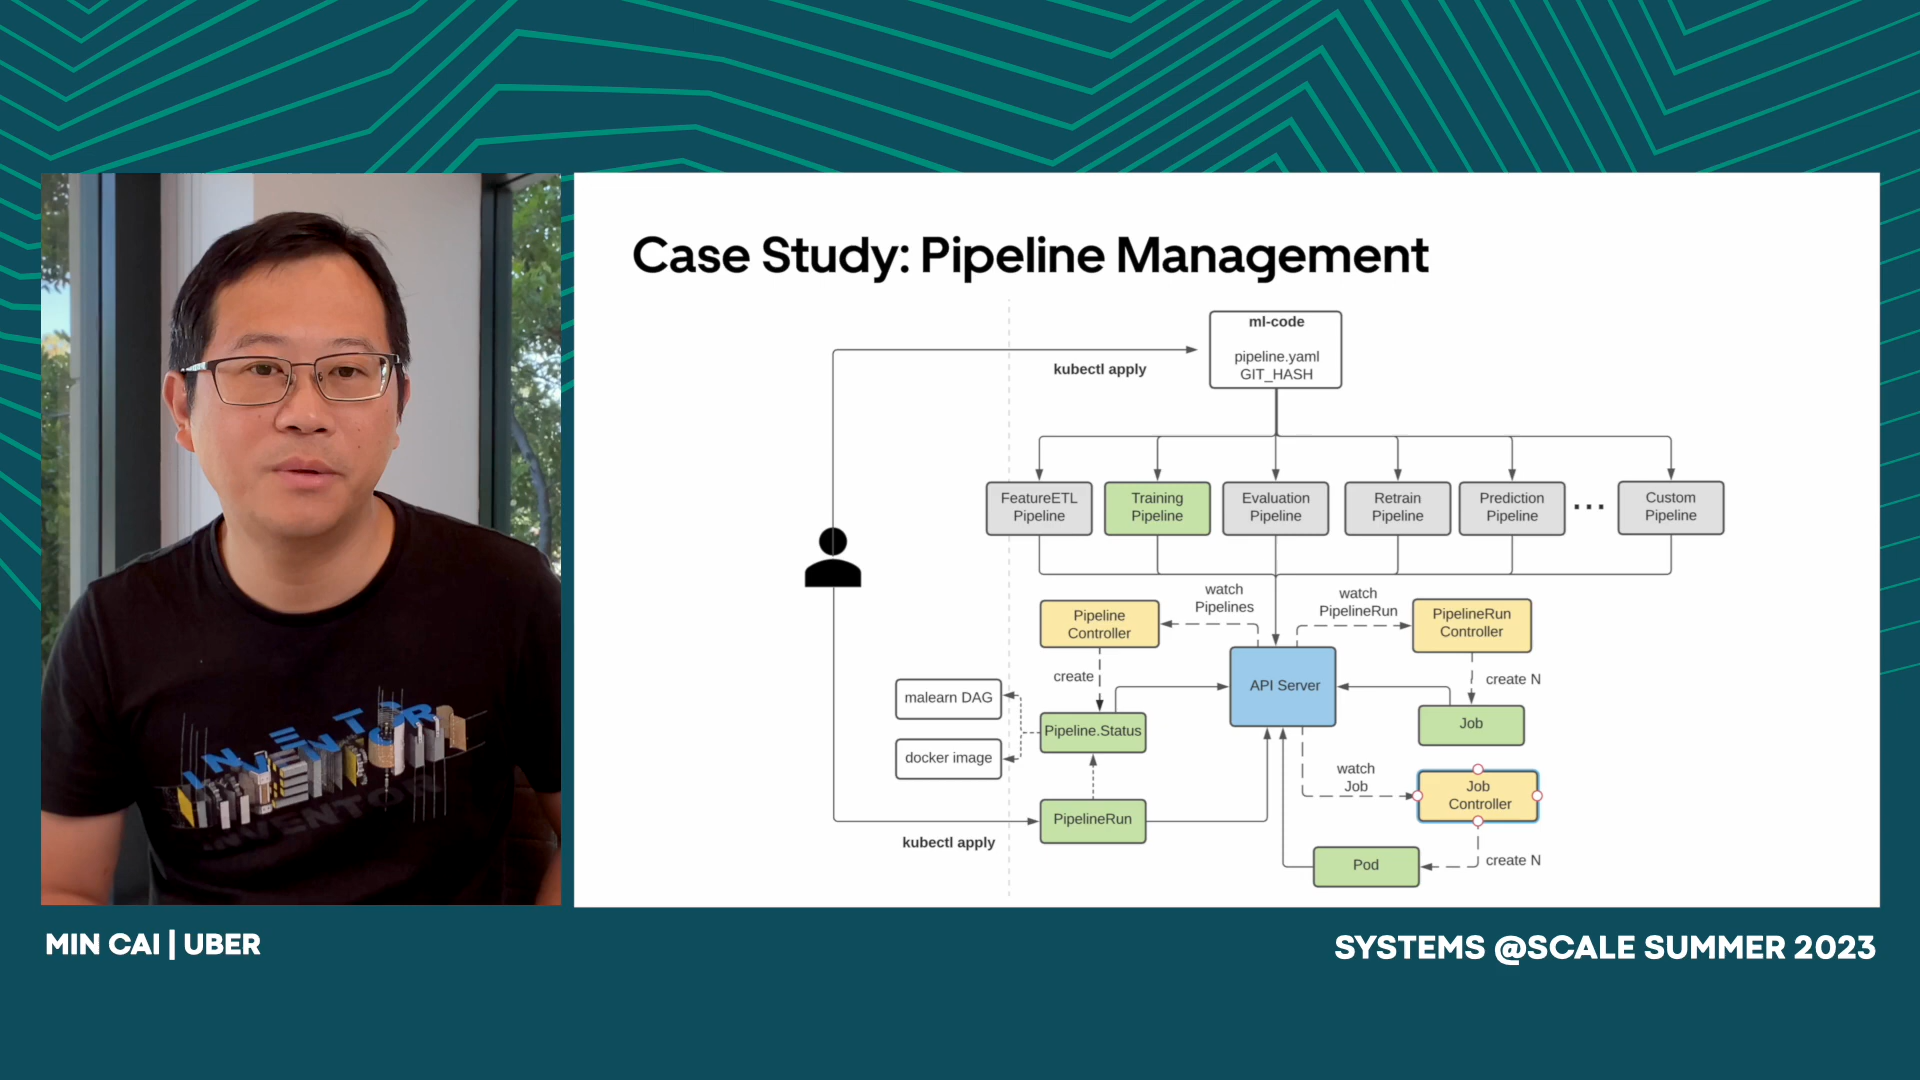 Case Study: Pipeline Management
ml-code
pipeline.yaml
GIT_HASH
kubectl apply
FeatureETL
Pipeline
Training
Pipeline
Evaluation
Pipeline
Retrain
Pipeline
Prediction
Pipeline
...
Custom
Pipeline
watch
Pipelines
watch
PipelineRun
Pipeline
Controller
PipelineRun
Controller
create
create N
API Server
malearn DAG
Pipeline.Status
Job
docker image
watch
Job
Job
Controller
PipelineRun
kubectl apply
create N
Pod
INVENTOR
INVENTOR
INVENTOR
MIN CAI | UBER
SYSTEMS @SCALE SUMMER 2023